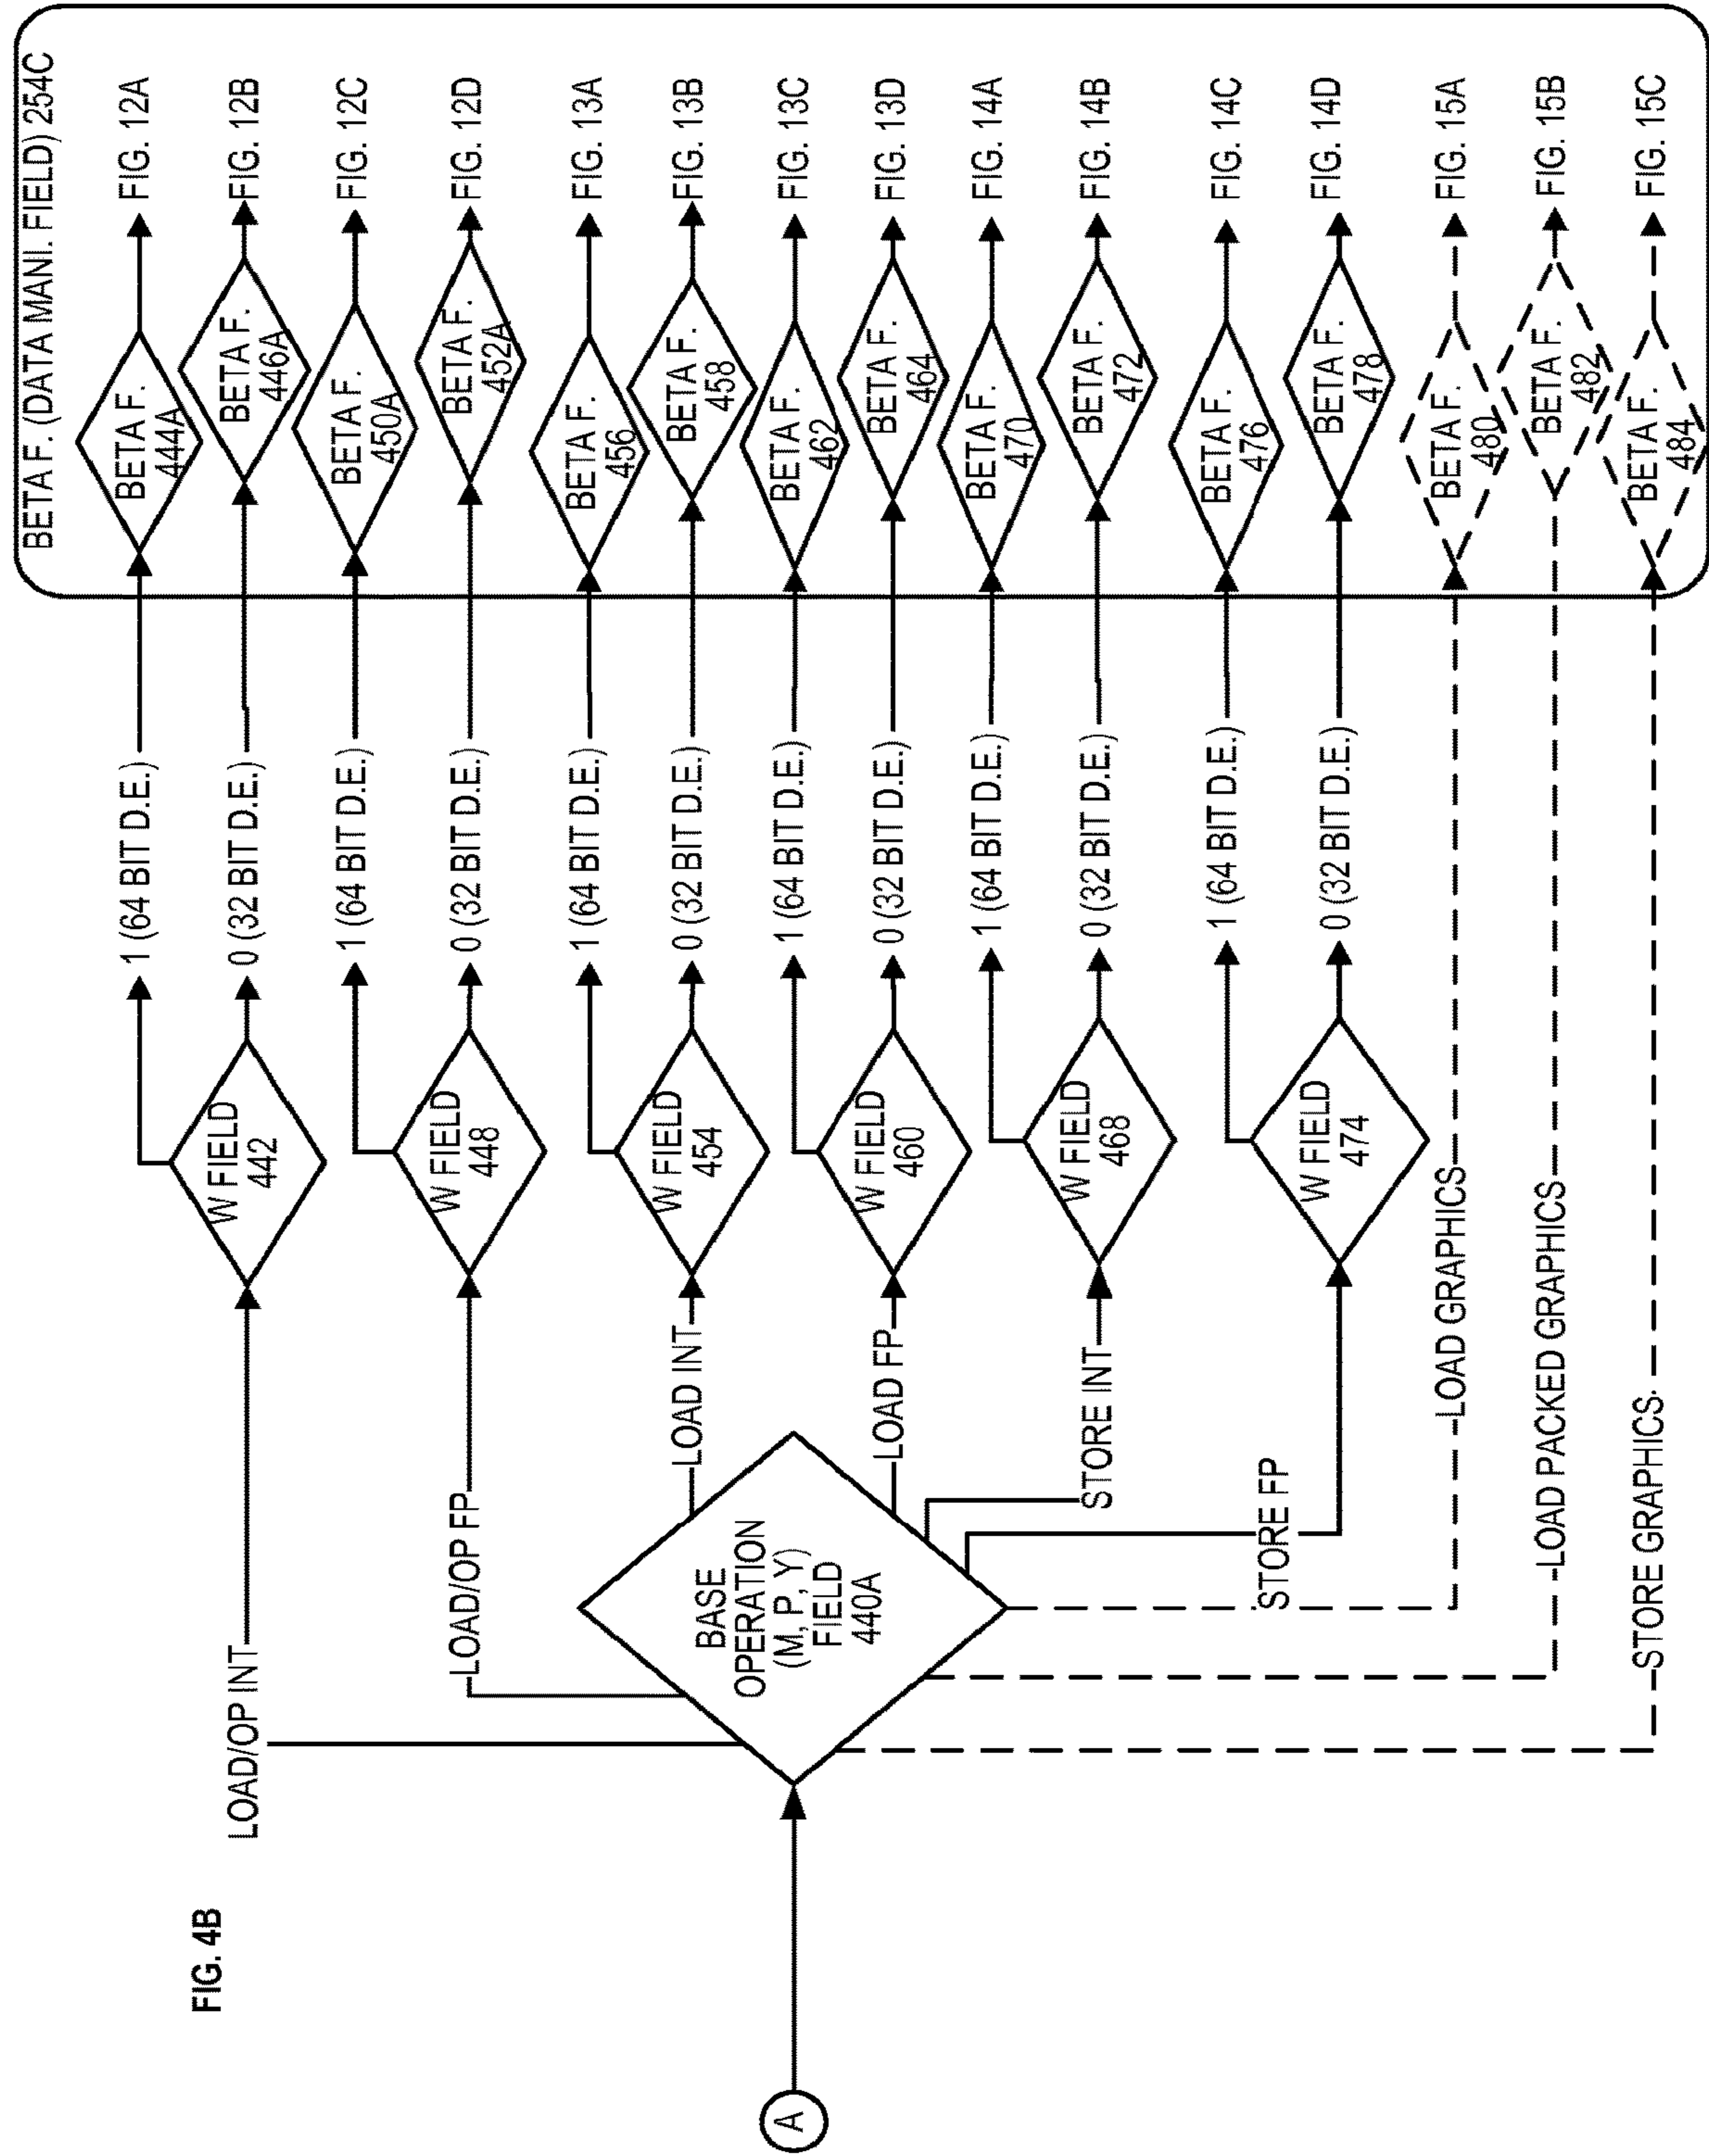 FIG. 4B
A
BASE
OPERATION
(M, P, Y)
FIELD
440A
LOAD/OP INT
LOAD/OP FP
LOAD INT
LOAD FP
STORE INT
STORE FP
LOAD GRAPHICS
LOAD PACKED GRAPHICS
STORE GRAPHICS
W FIELD
442
W FIELD
448
W FIELD
454
W FIELD
460
W FIELD
468
W FIELD
474
1 (64 BIT D.E.)
0 (32 BIT D.E.)
1 (64 BIT D.E.)
0 (32 BIT D.E.)
1 (64 BIT D.E.)
0 (32 BIT D.E.)
1 (64 BIT D.E.)
0 (32 BIT D.E.)
1 (64 BIT D.E.)
0 (32 BIT D.E.)
1 (64 BIT D.E.)
0 (32 BIT D.E.)
BETA F. (DATA MANI. FIELD) 254C
BETA F.
444A
FIG. 12A
BETA F.
446A
FIG. 12B
BETA F.
450A
FIG. 12C
BETA F.
452A
FIG. 12D
BETA F.
456
FIG. 13A
BETA F.
458
FIG. 13B
BETA F.
462
FIG. 13C
BETA F.
464
FIG. 13D
BETA F.
470
FIG. 14A
BETA F.
472
FIG. 14B
BETA F.
476
FIG. 14C
BETA F.
478
FIG. 14D
BETA F.
480
FIG. 15A
BETA F.
482
FIG. 15B
BETA F.
484
FIG. 15C